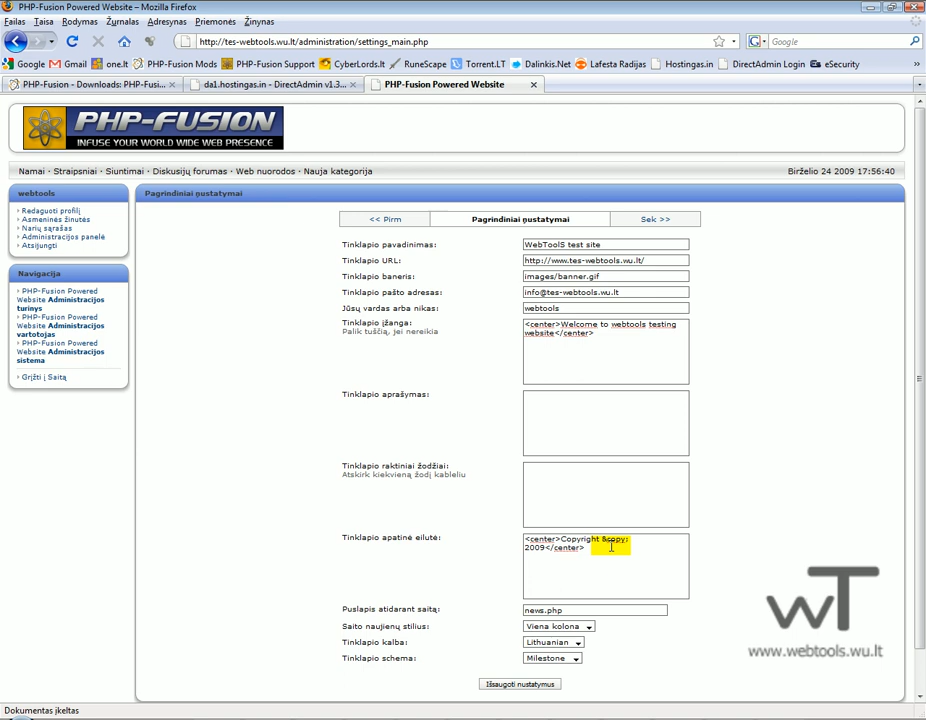 PHP-Fusion Powered Website - Mozilla Firefox
Failas Taisa Rodymas Žurnalas Adresynas Priemonės Žinynas
http://tes-webtools.wu.lt/administration/settings_main.php
Google
Google Gmail one.lt PHP-Fusion Mods PHP-Fusion Support CyberLords.lt RuneScape Torrent.LT Dalinkis.Net Lafesta Radijas Hostingas.in DirectAdmin Login eSecurity »
PHP-Fusion - Downloads: PHP-Fusi...
da1.hostingas.in - DirectAdmin v1.3...
PHP-Fusion Powered Website
PHP-FUSION
INFUSE YOUR WORLD WIDE WEB PRESENCE
Namai · Straipsniai · Siuntimai · Diskusijų forumas · Web nuorodos · Nauja kategorija
Birželio 24 2009 17:56:40
webtools
Redaguoti profilį
Asmeninės žinutės
Narių sąrašas
Administracijos panelė
Atsijungti
Navigacija
PHP-Fusion Powered
Website Administracijos
turinys
PHP-Fusion Powered
Website Administracijos
vartotojas
PHP-Fusion Powered
Website Administracijos
sistema
Grįžti į Saitą
Pagrindiniai nustatymai
<< Pirm
Pagrindiniai nustatymai
Sek >>
Tinklapio pavadinimas: WebToolS test site
Tinklapio URL: http://www.tes-webtools.wu.lt/
Tinklapio baneris: images/banner.gif
Tinklapio pašto adresas: info@tes-webtools.wu.lt
Jūsų vardas arba nikas: webtools
Tinklapio įžanga:
Palik tuščią, jei nereikia
<center>Welcome to webtools testing
website</center>
Tinklapio aprašymas:
Tinklapio raktiniai žodžiai:
Atskirk kiekvieną žodį kableliu
Tinklapio apatinė eilutė:
<center>Copyright &copy;
2009</center>
Puslapis atidarant saitą: news.php
Saito naujienų stilius: Viena kolona
Tinklapio kalba: Lithuanian
Tinklapio schema: Milestone
Išsaugoti nustatymus
wT
www.webtools.wu.lt
Dokumentas įkeltas